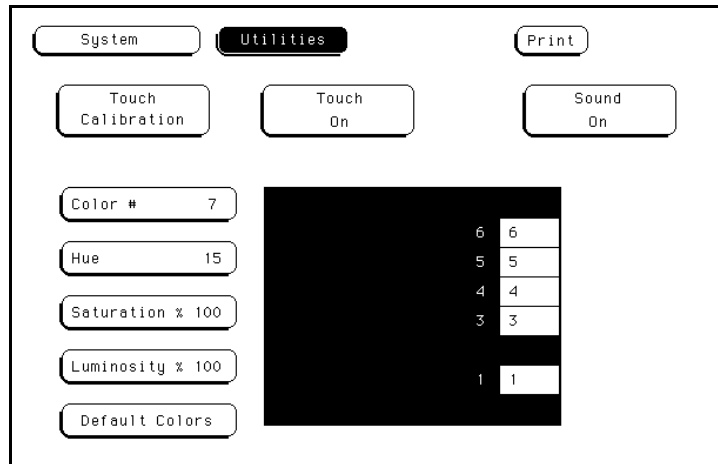 System Utilities Print
Touch Calibration
Touch On
Sound On
Color # 7
Hue 15
Saturation % 100
Luminosity % 100
Default Colors
6 6
5 5
4 4
3 3
1 1